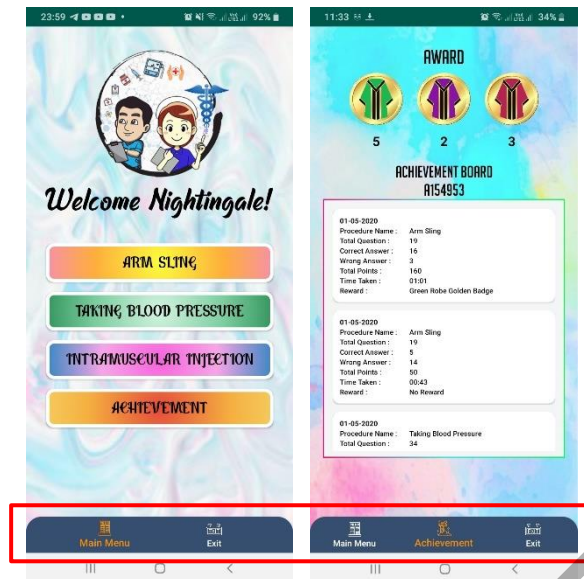 23:59
92%
Welcome Nightingale!
ARM SLING
TAKING BLOOD PRESSURE
INTRAMUSCULAR INJECTION
ACHIEVEMENT
Main Menu Exit
11:33
34%
AWARD
5 2 3
ACHIEVEMENT BOARD
A154953
01-05-2020
Procedure Name : Arm Sling
Total Question : 19
Correct Answer : 16
Wrong Answer : 3
Total Points : 160
Time Taken : 01:01
Reward : Green Robe Golden Badge
01-05-2020
Procedure Name : Arm Sling
Total Question : 19
Correct Answer : 5
Wrong Answer : 14
Total Points : 50
Time Taken : 00:43
Reward : No Reward
01-05-2020
Procedure Name : Taking Blood Pressure
Total Question : 34
Main Menu Achievement Exit